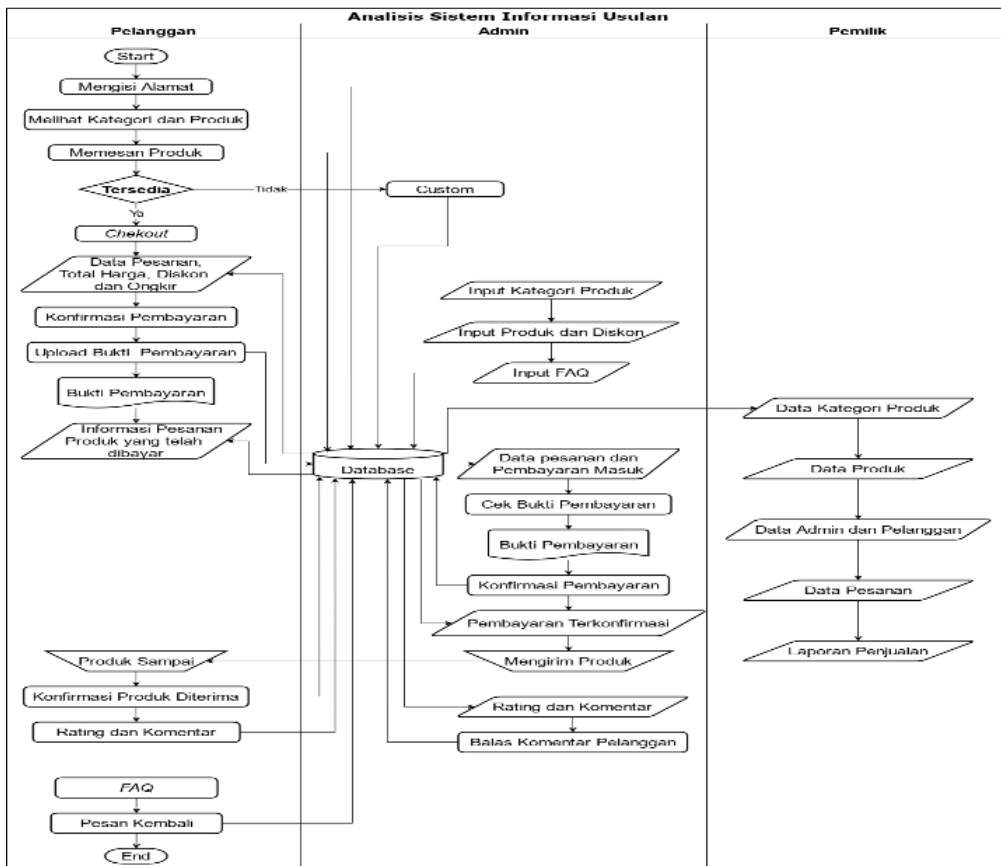 Analisis Sistem Informasi Usulan
Pelanggan
Admin
Pemilik
Start
Mengisi Alamat
Melihat Kategori dan Produk
Memesan Produk
Tersedia
Tidak
Custom
Ya
Chekout
Data Pesanan,
Total Harga, Diskon
dan Ongkir
Konfirmasi Pembayaran
Upload Bukti Pembayaran
Bukti Pembayaran
Informasi Pesanan
Produk yang telah
dibayar
Input Kategori Produk
Input Produk dan Diskon
Input FAQ
Database
Data pesanan dan
Pembayaran Masuk
Cek Bukti Pembayaran
Bukti Pembayaran
Konfirmasi Pembayaran
Pembayaran Terkonfirmasi
Mengirim Produk
Produk Sampai
Konfirmasi Produk Diterima
Rating dan Komentar
Rating dan Komentar
Balas Komentar Pelanggan
FAQ
Pesan Kembali
End
Data Kategori Produk
Data Produk
Data Admin dan Pelanggan
Data Pesanan
Laporan Penjualan